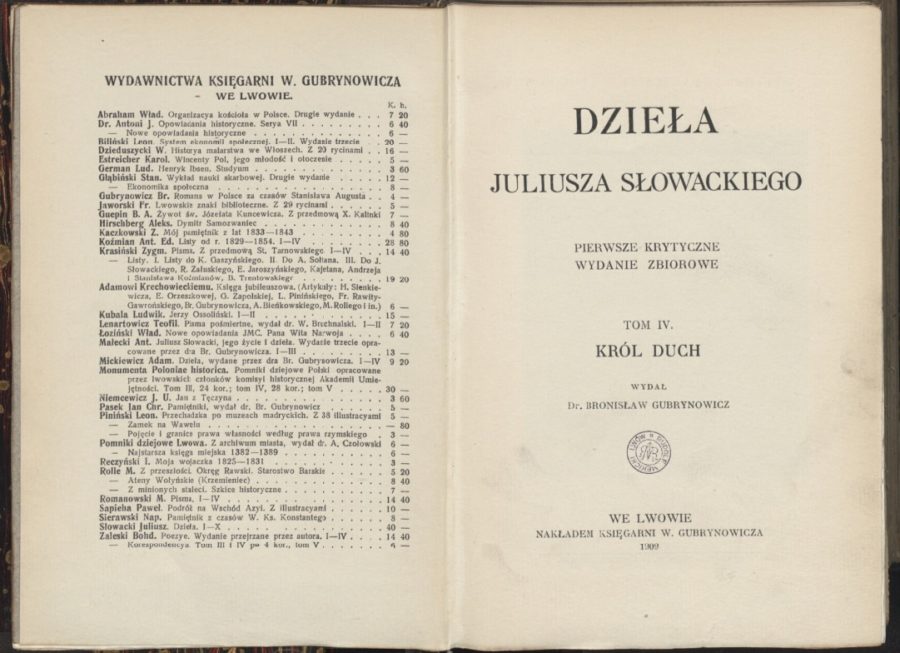 WYDAWNICTWA KSIĘGARNI W. GUBRYNOWICZA
WE LWOWIE.
K. h.
Abraham Wład. Organizacya kościoła w Polsce. Drugie wydanie . . . 7 20
Dr. Antoni J. Opowiadania historyczne. Serya VII . . . . . . . . . 6 40
— Nowe opowiadania historyczne . . . . . . . . . . . . . 6 —
Biliński Leon. System ekonomii społecznej. I—II. Wydanie trzecie . . 20 —
Dzieduszycki W. Historya malarstwa we Włoszech. Z 20 rycinami . . 16 —
Estreicher Karol. Wincenty Pol, jego młodość i otoczenie . . . . . . 5 —
German Lud. Henryk Ibsen. Studyum . . . . . . . . . . . . . 3 60
Głąbiński Stan. Wykład nauki skarbowej. Drugie wydanie . . . . . 12 —
— Ekonomika społeczna . . . . . . . . . . . . . . . . 8 —
Gubrynowicz Br. Romans w Polsce za czasów Stanisława Augusta . . 4 —
Jaworski Fr. Lwowskie znaki biblioteczne. Z 29 rycinami . . . . . . 5 —
Guepin B. A. Żywot św. Józefata Kuncewicza. Z przedmową X. Kalinki 7 —
Hirschberg Aleks. Dymitr Samozwaniec . . . . . . . . . . . . 8 40
Kaczkowski Z. Mój pamiętnik z lat 1833—1843 . . . . . . . . . 4 80
Koźmian Ant. Ed. Listy od r. 1829—1854. I—IV . . . . . . . . . 28 80
Krasiński Zygm. Pisma. Z przedmową St. Tarnowskiego. I—IV . . . . 14 40
— Listy. I. Listy do K. Gaszyńskiego. II. Do A. Sołtana. III. Do J.
Słowackiego, R. Załuskiego, E. Jaroszyńskiego, Kajetana, Andrzeja
i Stanisława Koźmianów, B. Trentowskiego . . . . . . . . . 19 20
Adamowi Krechowieckiemu. Księga jubileuszowa. (Artykuły: H. Sienkie-
wicza, E. Orzeszkowej, G. Zapolskiej, L. Pinińskiego, Fr. Rawity-
Gawrońskiego, Br. Gubrynowicza, A. Bieńkowskiego, M. Rollego i in.) 6 —
Kubala Ludwik. Jerzy Ossoliński. I—II . . . . . . . . . . . . . 15 —
Lenartowicz Teofil. Pisma pośmiertne, wydał dr. W. Bruchnalski. I—II 7 20
Łoziński Wład. Nowe opowiadania JMC. Pana Wita Narwoja . . . . 6 40
Małecki Ant. Juliusz Słowacki, jego życie i dzieła. Wydanie trzecie opra-
cowane przez dra Br. Gubrynowicza. I—III . . . . . . . . . 13 —
Mickiewicz Adam. Dzieła, wydane przez dra Br. Gubrynowicza. I—IV 9 20
Monumenta Poloniae historica. Pomniki dziejowe Polski opracowane
przez lwowskich członków komisyi historycznej Akademii Umie-
jętności. Tom III, 24 kor.; tom IV, 28 kor.; tom V . . . . . . 30 —
Niemcewicz J. U. Jan z Tęczyna . . . . . . . . . . . . . . . 3 60
Pasek Jan Chr. Pamiętniki, wydał dr. Br. Gubrynowicz . . . . . . 5 —
Piniński Leon. Przechadzka po muzeach madryckich. Z 38 illustracyami 5 —
— Zamek na Wawelu . . . . . . . . . . . . . . . . — 80
— Pojęcie i granice prawa własności według prawa rzymskiego . 3 —
Pomniki dziejowe Lwowa. Z archiwum miasta, wydał dr. A. Czołowski 6 —
— Najstarsza księga miejska 1382—1389 . . . . . . . . . . 6 —
Reczyński I. Moja wojaczka 1825—1831 . . . . . . . . . . . . 3 —
Rolle M. Z przeszłości. Okręg Rawski. Starostwo Barskie . . . . . 5 20
— Ateny Wołyńskie (Krzemieniec) . . . . . . . . . . . . 8 40
— Z minionych stuleci. Szkice historyczne . . . . . . . . . 7 —
Romanowski M. Pisma. I—IV . . . . . . . . . . . . . . . . 14 40
Sapieha Paweł. Podróż na Wschód Azyi. Z illustracyami . . . . . 10 —
Sierawski Nap. Pamiętnik z czasów W. Ks. Konstantego . . . . . 8 —
Słowacki Juliusz. Dzieła. I—X . . . . . . . . . . . . . . . 40 —
Zaleski Bohd. Poezye. Wydanie przejrzane przez autora. I—IV . . . . 14 40
— Korespondencya. Tom III i IV po 4 kor., tom V . . . . . . 6 —
DZIEŁA
JULIUSZA SŁOWACKIEGO
PIERWSZE KRYTYCZNE
WYDANIE ZBIOROWE
TOM IV.
KRÓL DUCH
WYDAŁ
Dr. BRONISŁAW GUBRYNOWICZ
WE LWOWIE
NAKŁADEM KSIĘGARNI W. GUBRYNOWICZA
1909